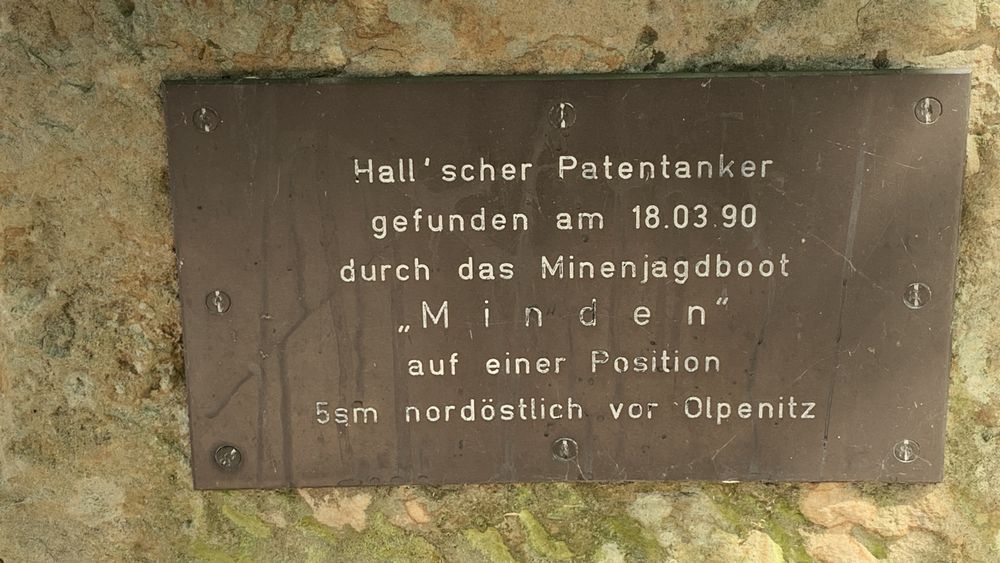 Hall'scher Patentanker
gefunden am 18.03.90
durch das Minenjagdboot
„Minden“
auf einer Position
5sm nordöstlich vor Olpenitz